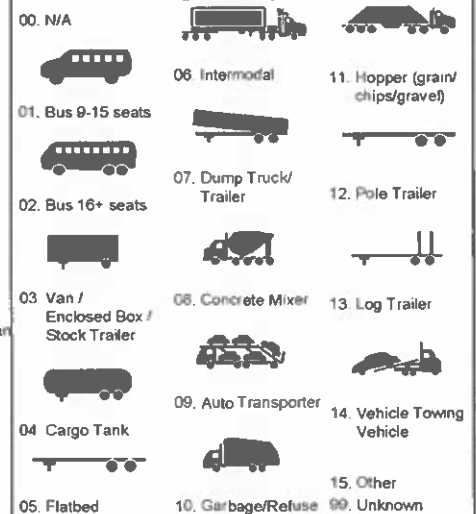 00. N/A
01. Bus 9-15 seats
02. Bus 16+ seats
03 Van /
Enclosed Box /
Stock Trailer
04 Cargo Tank
05. Flatbed
06 Intermodal
07. Dump Truck/
Trailer
08. Concrete Mixer
09. Auto Transporter
10. Garbage/Refuse
11. Hopper (grain/
chips/gravel)
12. Pole Trailer
13. Log Trailer
14. Vehicle Towing
Vehicle
15. Other
99. Unknown